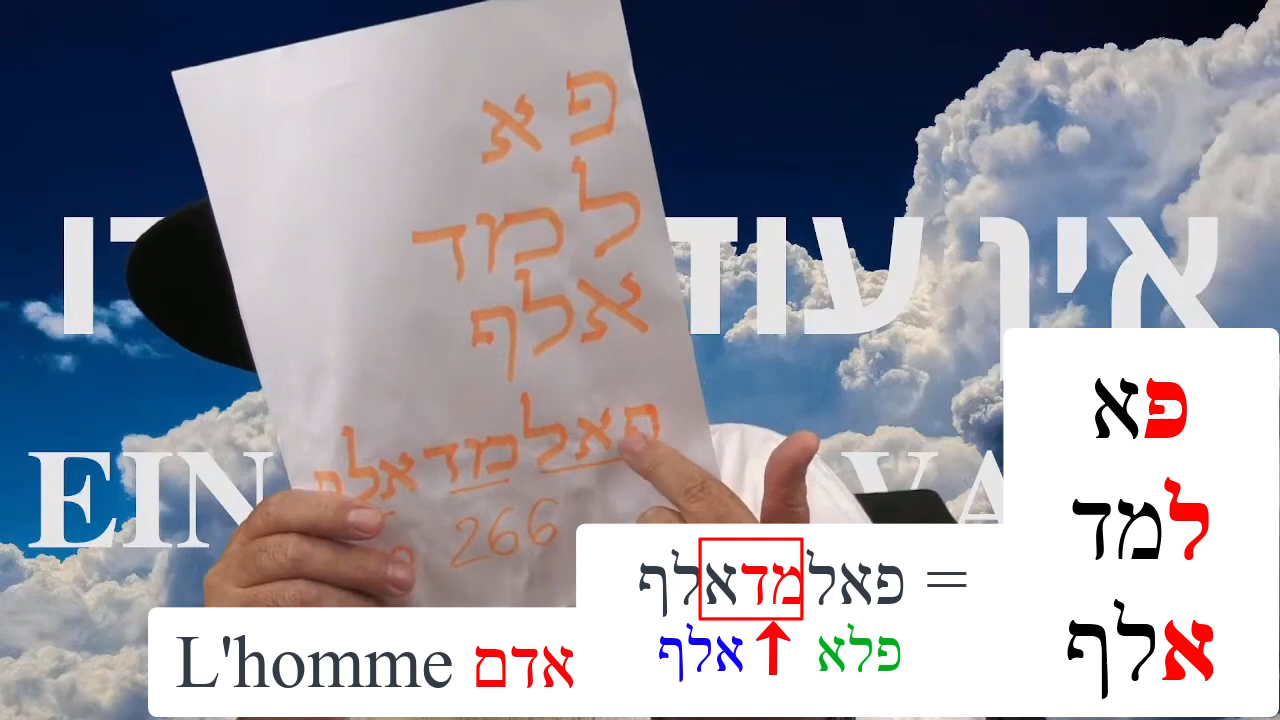 פא
למד
אלף
פאלמדאלף
266
אין עוד
EIN
פא
למד
אלף
= פאלמדאלף
פלא אלף
L'homme אדם